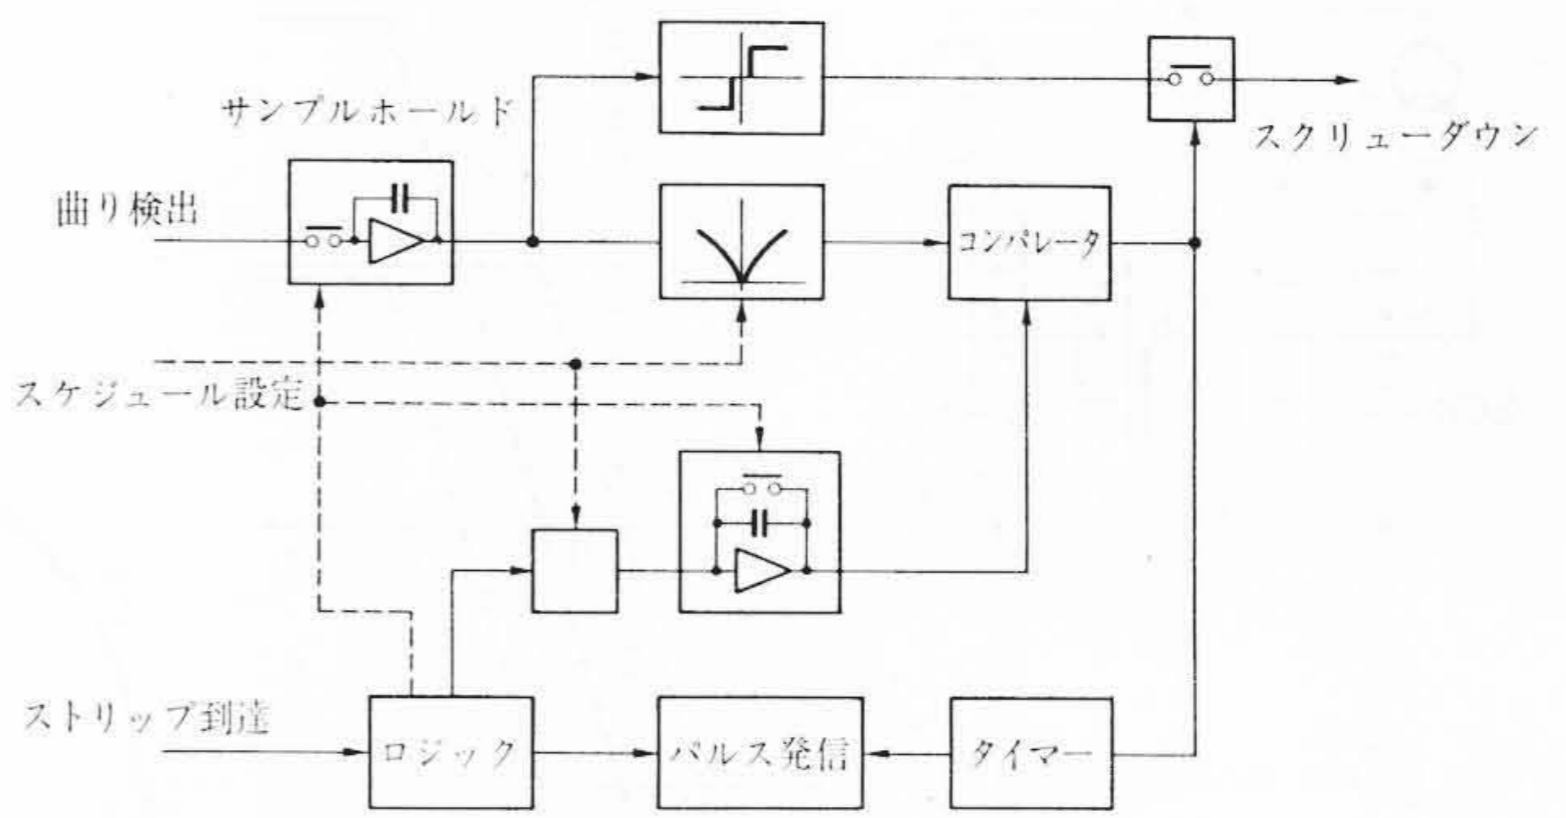 サンプルホールド
スクリューダウン
曲り検出
コンパレータ
スケジュール設定
ストリップ到達
ロジック
パルス発信
タイマー